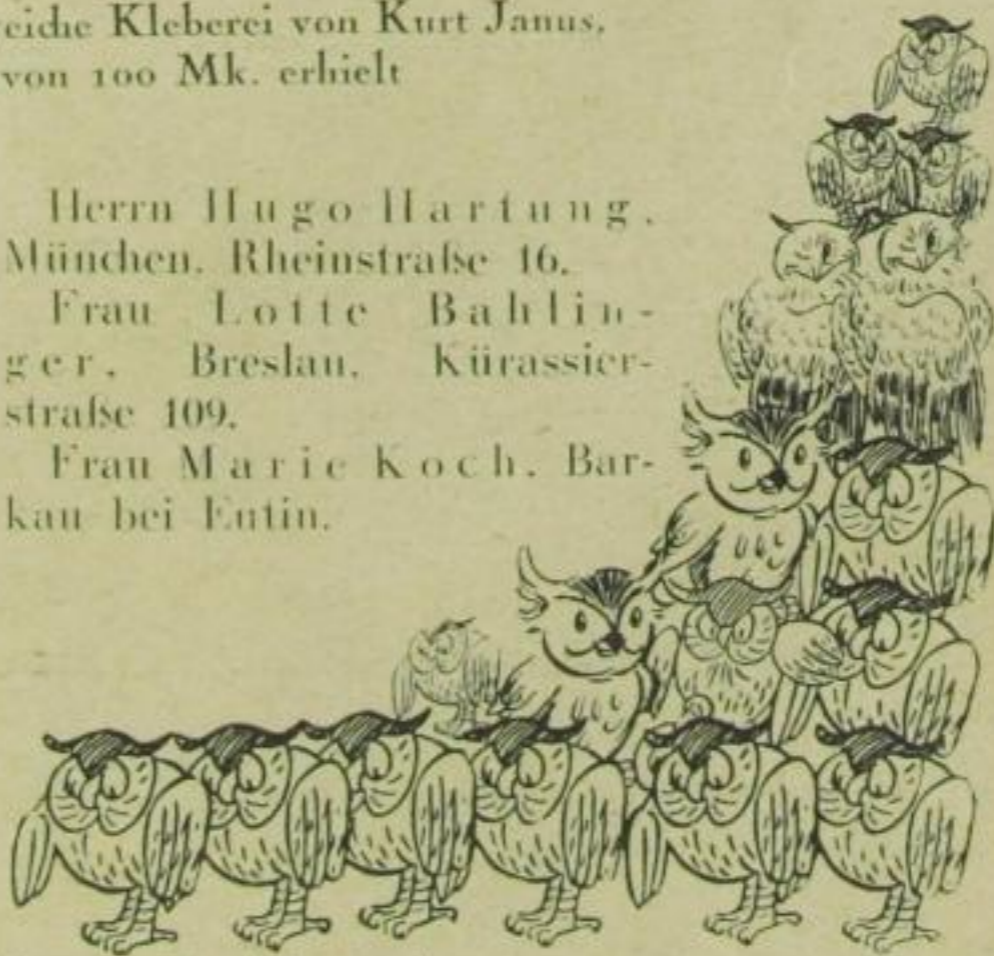 eiche Kleberei von Kurt Janus,
von 100 Mk. erhielt
Herrn Hugo Hartung,
München, Rheinstraße 16.
Frau Lotte Bahlin-
ger, Breslau, Kürassier-
straße 109.
Frau Marie Koch, Bar-
kau bei Eutin.